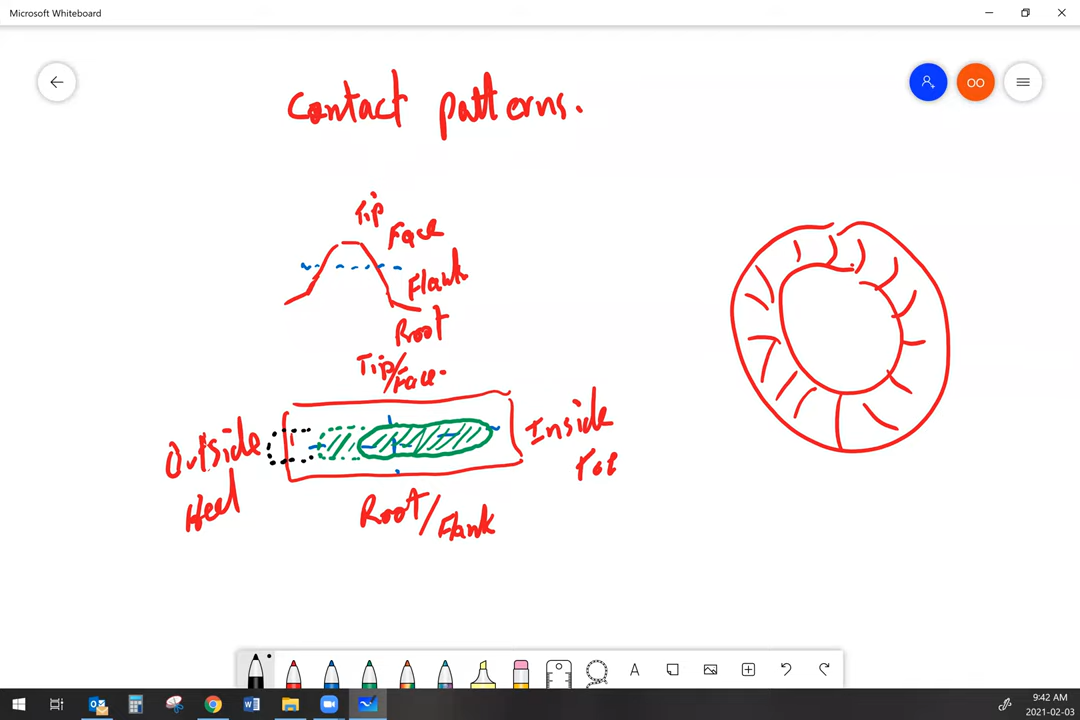 Microsoft Whiteboard
OO
Contact patterns.
Tip
Face
Flank
Root
Tip/Face
Outside
Heel
Inside
Toe
Root/Flank
A
9:42 AM
2021-02-03